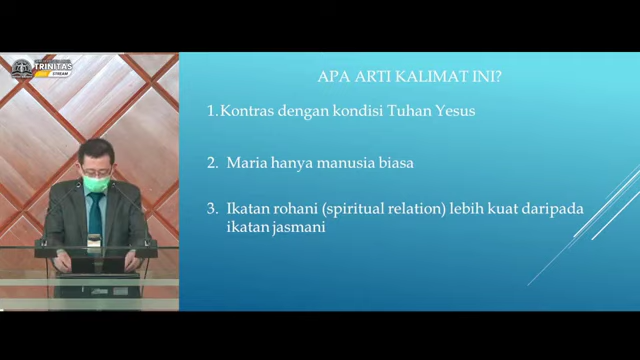 TRINITAS
STREAM
APA ARTI KALIMAT INI?
1. Kontras dengan kondisi Tuhan Yesus
2. Maria hanya manusia biasa
3. Ikatan rohani (spiritual relation) lebih kuat daripada
ikatan jasmani